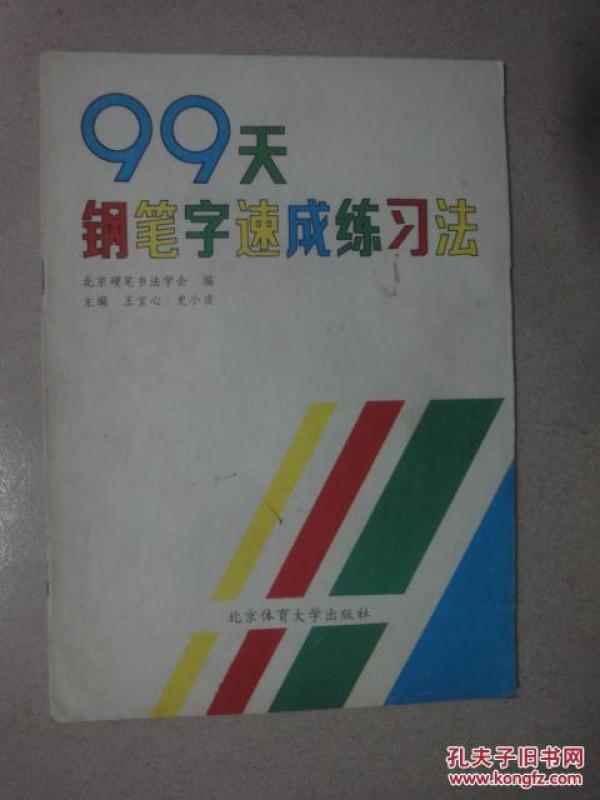 99天
钢笔字速成练习法
北京硬笔书法学会 编
主编 王宝心 史小波
北京体育大学出版社
孔夫子旧书网
www.kongfz.com